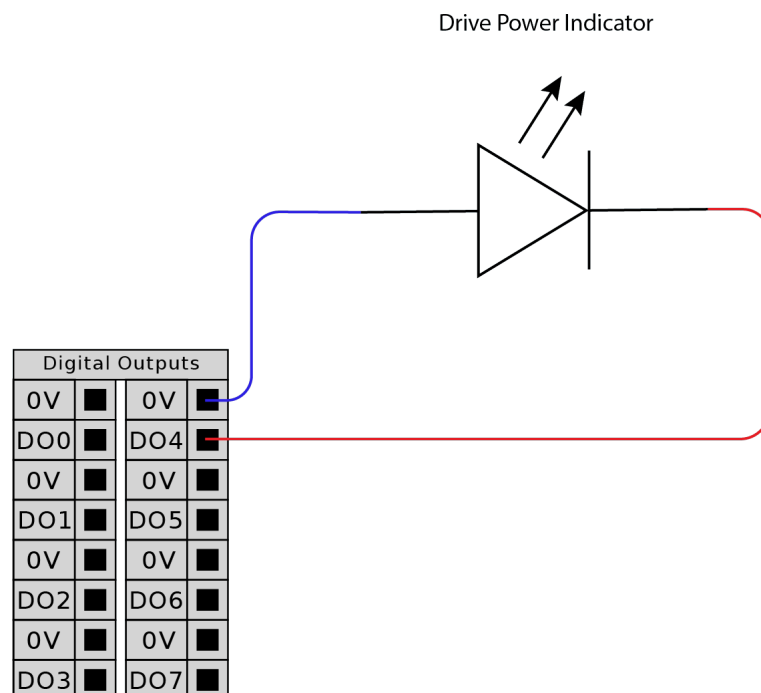 Drive Power Indicator
Digital Outputs
0V 0V
DO0 DO4
0V 0V
DO1 DO5
0V 0V
DO2 DO6
0V 0V
DO3 DO7